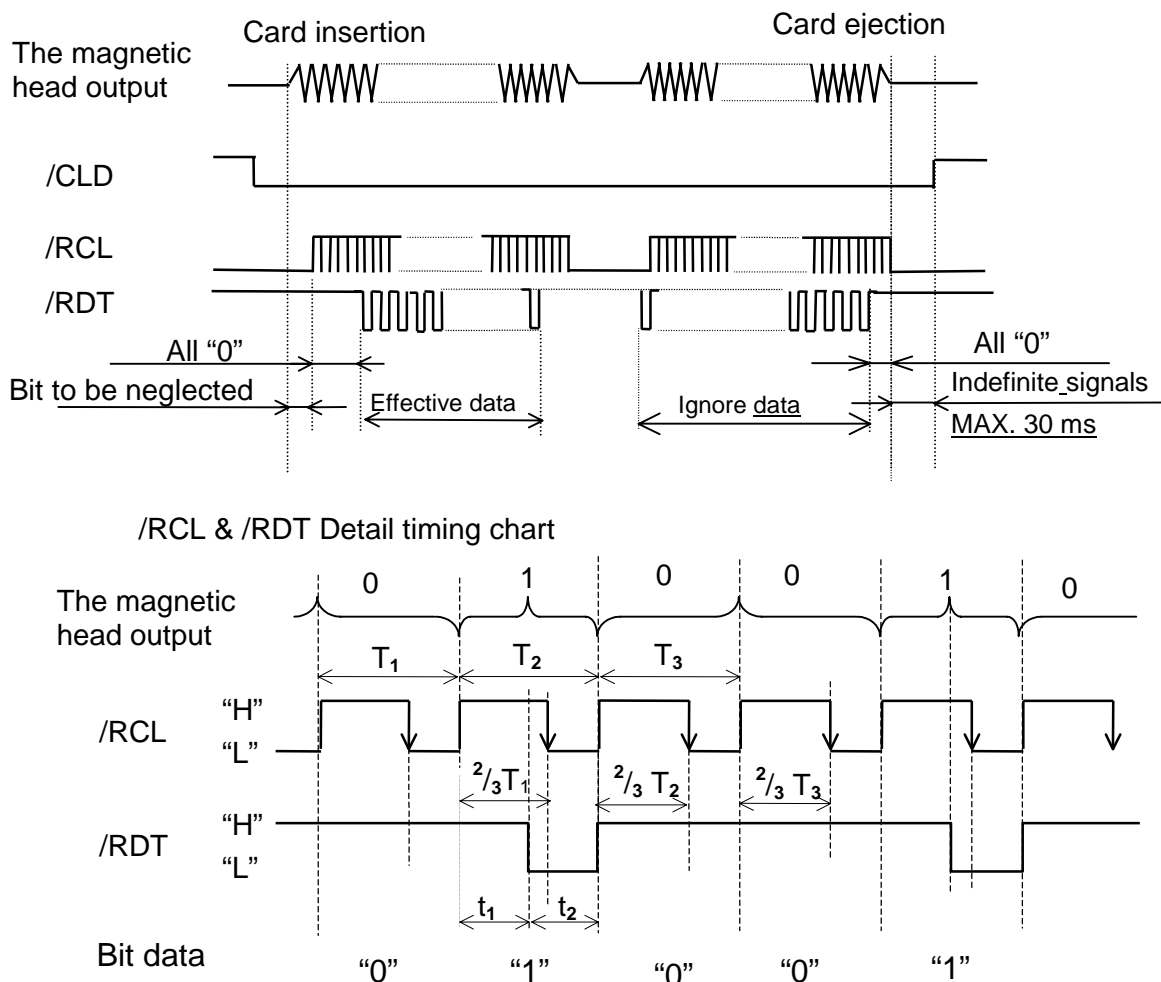 Card insertion
Card ejection
The magnetic
head output
/CLD
/RCL
/RDT
All “0”
All “0”
Bit to be neglected
Effective data
Ignore data
Indefinite signals
MAX. 30 ms
/RCL & /RDT Detail timing chart
0 1 0 0 1 0
The magnetic
head output
T1 T2 T3
“H”
/RCL
“L”
2/3T1 2/3 T2 2/3 T3
“H”
/RDT
“L”
t1 t2
Bit data
“0” “1” “0” “0” “1”